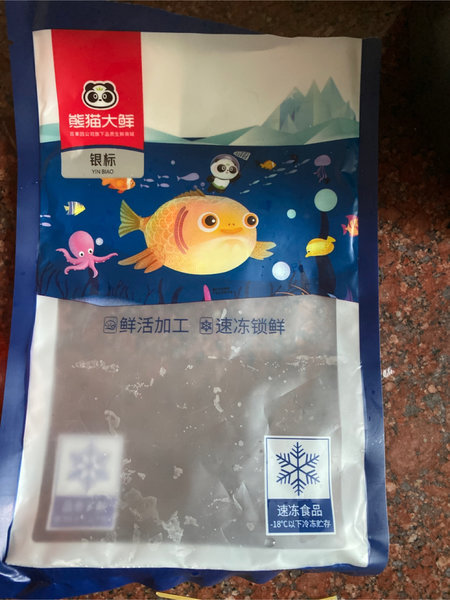 熊猫大鲜
百果园公司旗下品质生鲜商城
银标
YIN BIAO
鲜活加工 速冻锁鲜
速冻食品
-18℃以下冷冻贮存